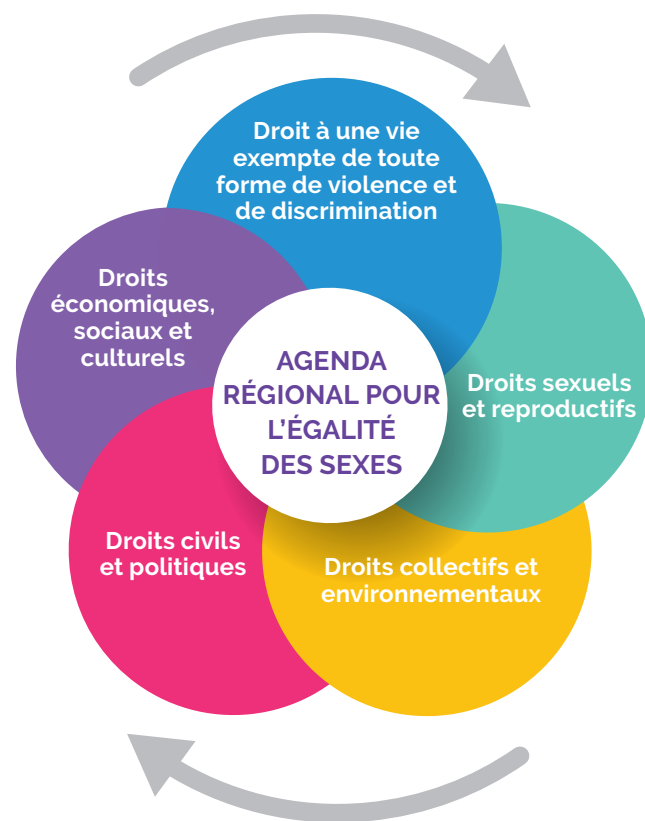 Droit à une vie
exempte de toute
forme de violence et
de discrimination
Droits
économiques,
sociaux et
culturels
AGENDA
RÉGIONAL POUR
L'ÉGALITÉ
DES SEXES
Droits sexuels
et reproductifs
Droits civils
et politiques
Droits collectifs et
environnementaux